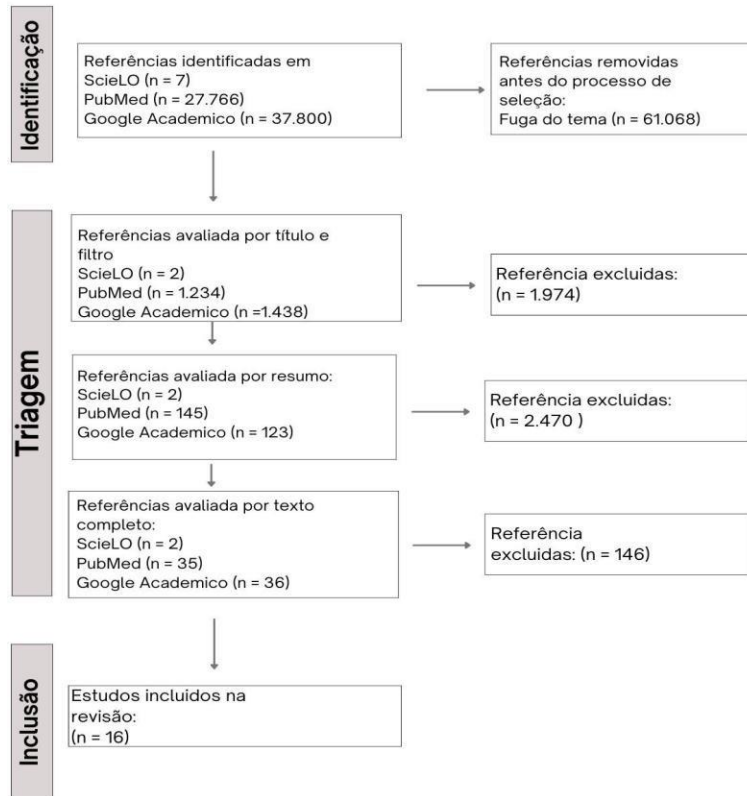 Identificação
Referências identificadas em
ScieLO (n = 7)
PubMed (n = 27.766)
Google Academico (n = 37.800)
Referências removidas
antes do processo de
seleção:
Fuga do tema (n = 61.068)
Triagem
Referências avaliada por título e
filtro
ScieLO (n = 2)
PubMed (n = 1.234)
Google Academico (n =1.438)
Referência excluidas:
(n = 1.974)
Referências avaliada por resumo:
ScieLO (n = 2)
PubMed (n = 145)
Google Academico (n = 123)
Referência excluidas:
(n = 2.470 )
Referências avaliada por texto
completo:
ScieLO (n = 2)
PubMed (n = 35)
Google Academico (n = 36)
Referência
excluidas: (n = 146)
Inclusão
Estudos incluidos na
revisão:
(n = 16)